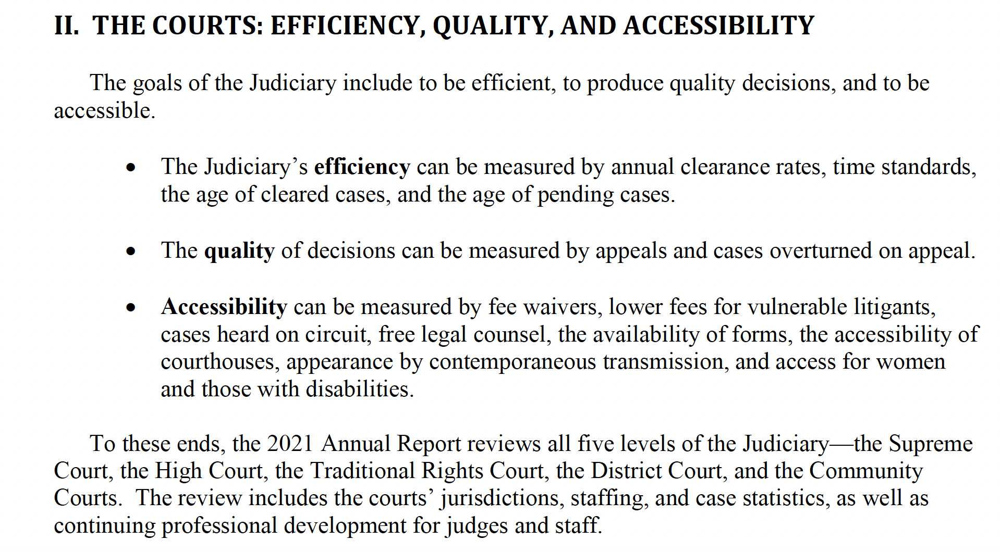 II.  THE COURTS: EFFICIENCY, QUALITY, AND ACCESSIBILITY
The goals of the Judiciary include to be efficient, to produce quality decisions, and to be
accessible.
• The Judiciary’s efficiency can be measured by annual clearance rates, time standards,
the age of cleared cases, and the age of pending cases.
• The quality of decisions can be measured by appeals and cases overturned on appeal.
• Accessibility can be measured by fee waivers, lower fees for vulnerable litigants,
cases heard on circuit, free legal counsel, the availability of forms, the accessibility of
courthouses, appearance by contemporaneous transmission, and access for women
and those with disabilities.
To these ends, the 2021 Annual Report reviews all five levels of the Judiciary—the Supreme
Court, the High Court, the Traditional Rights Court, the District Court, and the Community
Courts.  The review includes the courts’ jurisdictions, staffing, and case statistics, as well as
continuing professional development for judges and staff.